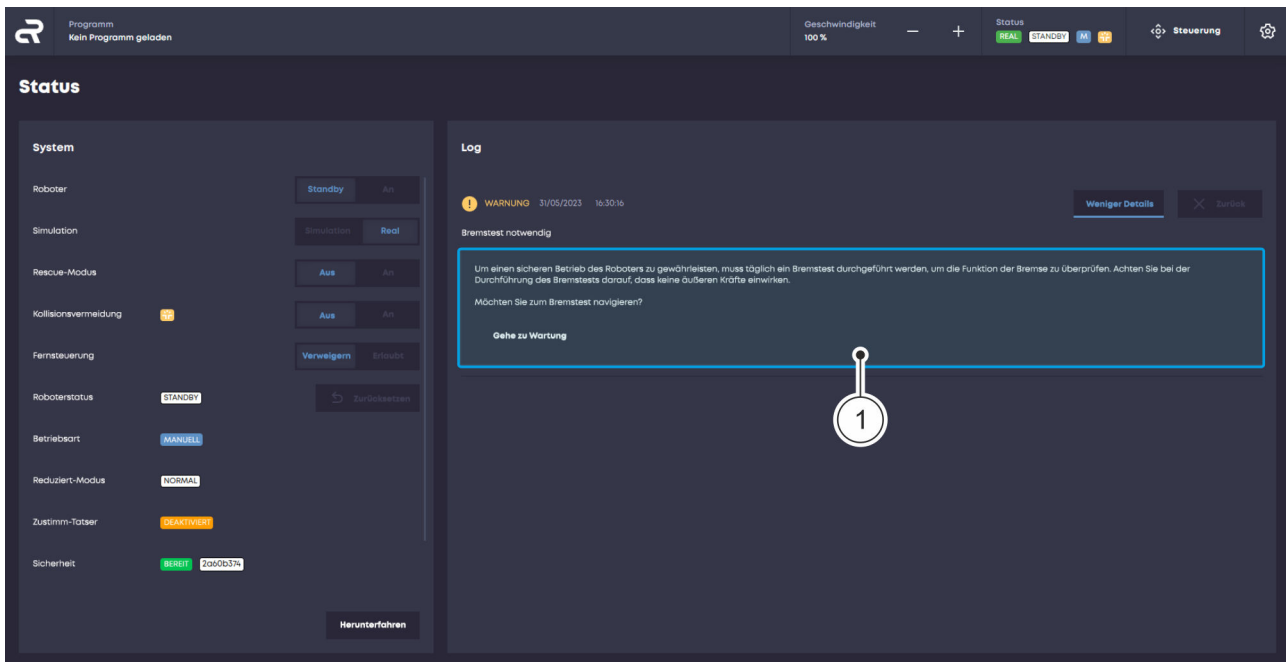 Programm
Kein Programm geladen
Geschwindigkeit
100 %
Status
REAL STANDBY M
Steuerung
Status
System
Roboter Standby An
Simulation Simulation Real
Rescue-Modus Aus An
Kollisionsvermeidung Aus An
Fernsteuerung Verweigern Erlaubt
Roboterstatus STANDBY Zurücksetzen
Betriebsart MANUELL
Reduziert-Modus NORMAL
Zustimm-Tatser DEAKTIVIERT
Sicherheit BEREIT 2a60b374
Herunterfahren
Log
WARNUNG 31/05/2023 16:30:16 Weniger Details Zurück
Bremstest notwendig
Um einen sicheren Betrieb des Roboters zu gewährleisten, muss täglich ein Bremstest durchgeführt werden, um die Funktion der Bremse zu überprüfen. Achten Sie bei der
Durchführung des Bremstests darauf, dass keine äußeren Kräfte einwirken.
Möchten Sie zum Bremstest navigieren?
Gehe zu Wartung
1